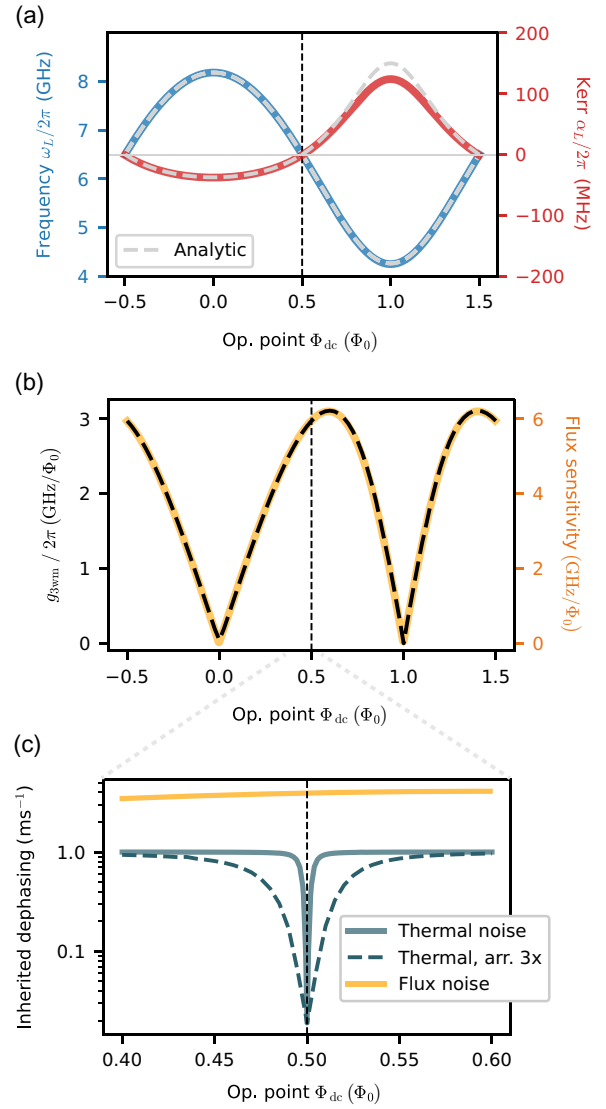 (a)
Frequency ω_L/2π (GHz)
8
7
6
5
4
200
100
0
−100
−200
Kerr α_L/2π (MHz)
Analytic
−0.5 0.0 0.5 1.0 1.5
Op. point Φ_dc (Φ_0)
(b)
g_3wm / 2π (GHz/Φ_0)
3
2
1
0
6
4
2
0
Flux sensitivity (GHz/Φ_0)
−0.5 0.0 0.5 1.0 1.5
Op. point Φ_dc (Φ_0)
(c)
Inherited dephasing (ms⁻¹)
1.0
0.1
Thermal noise
Thermal, arr. 3x
Flux noise
0.40 0.45 0.50 0.55 0.60
Op. point Φ_dc (Φ_0)